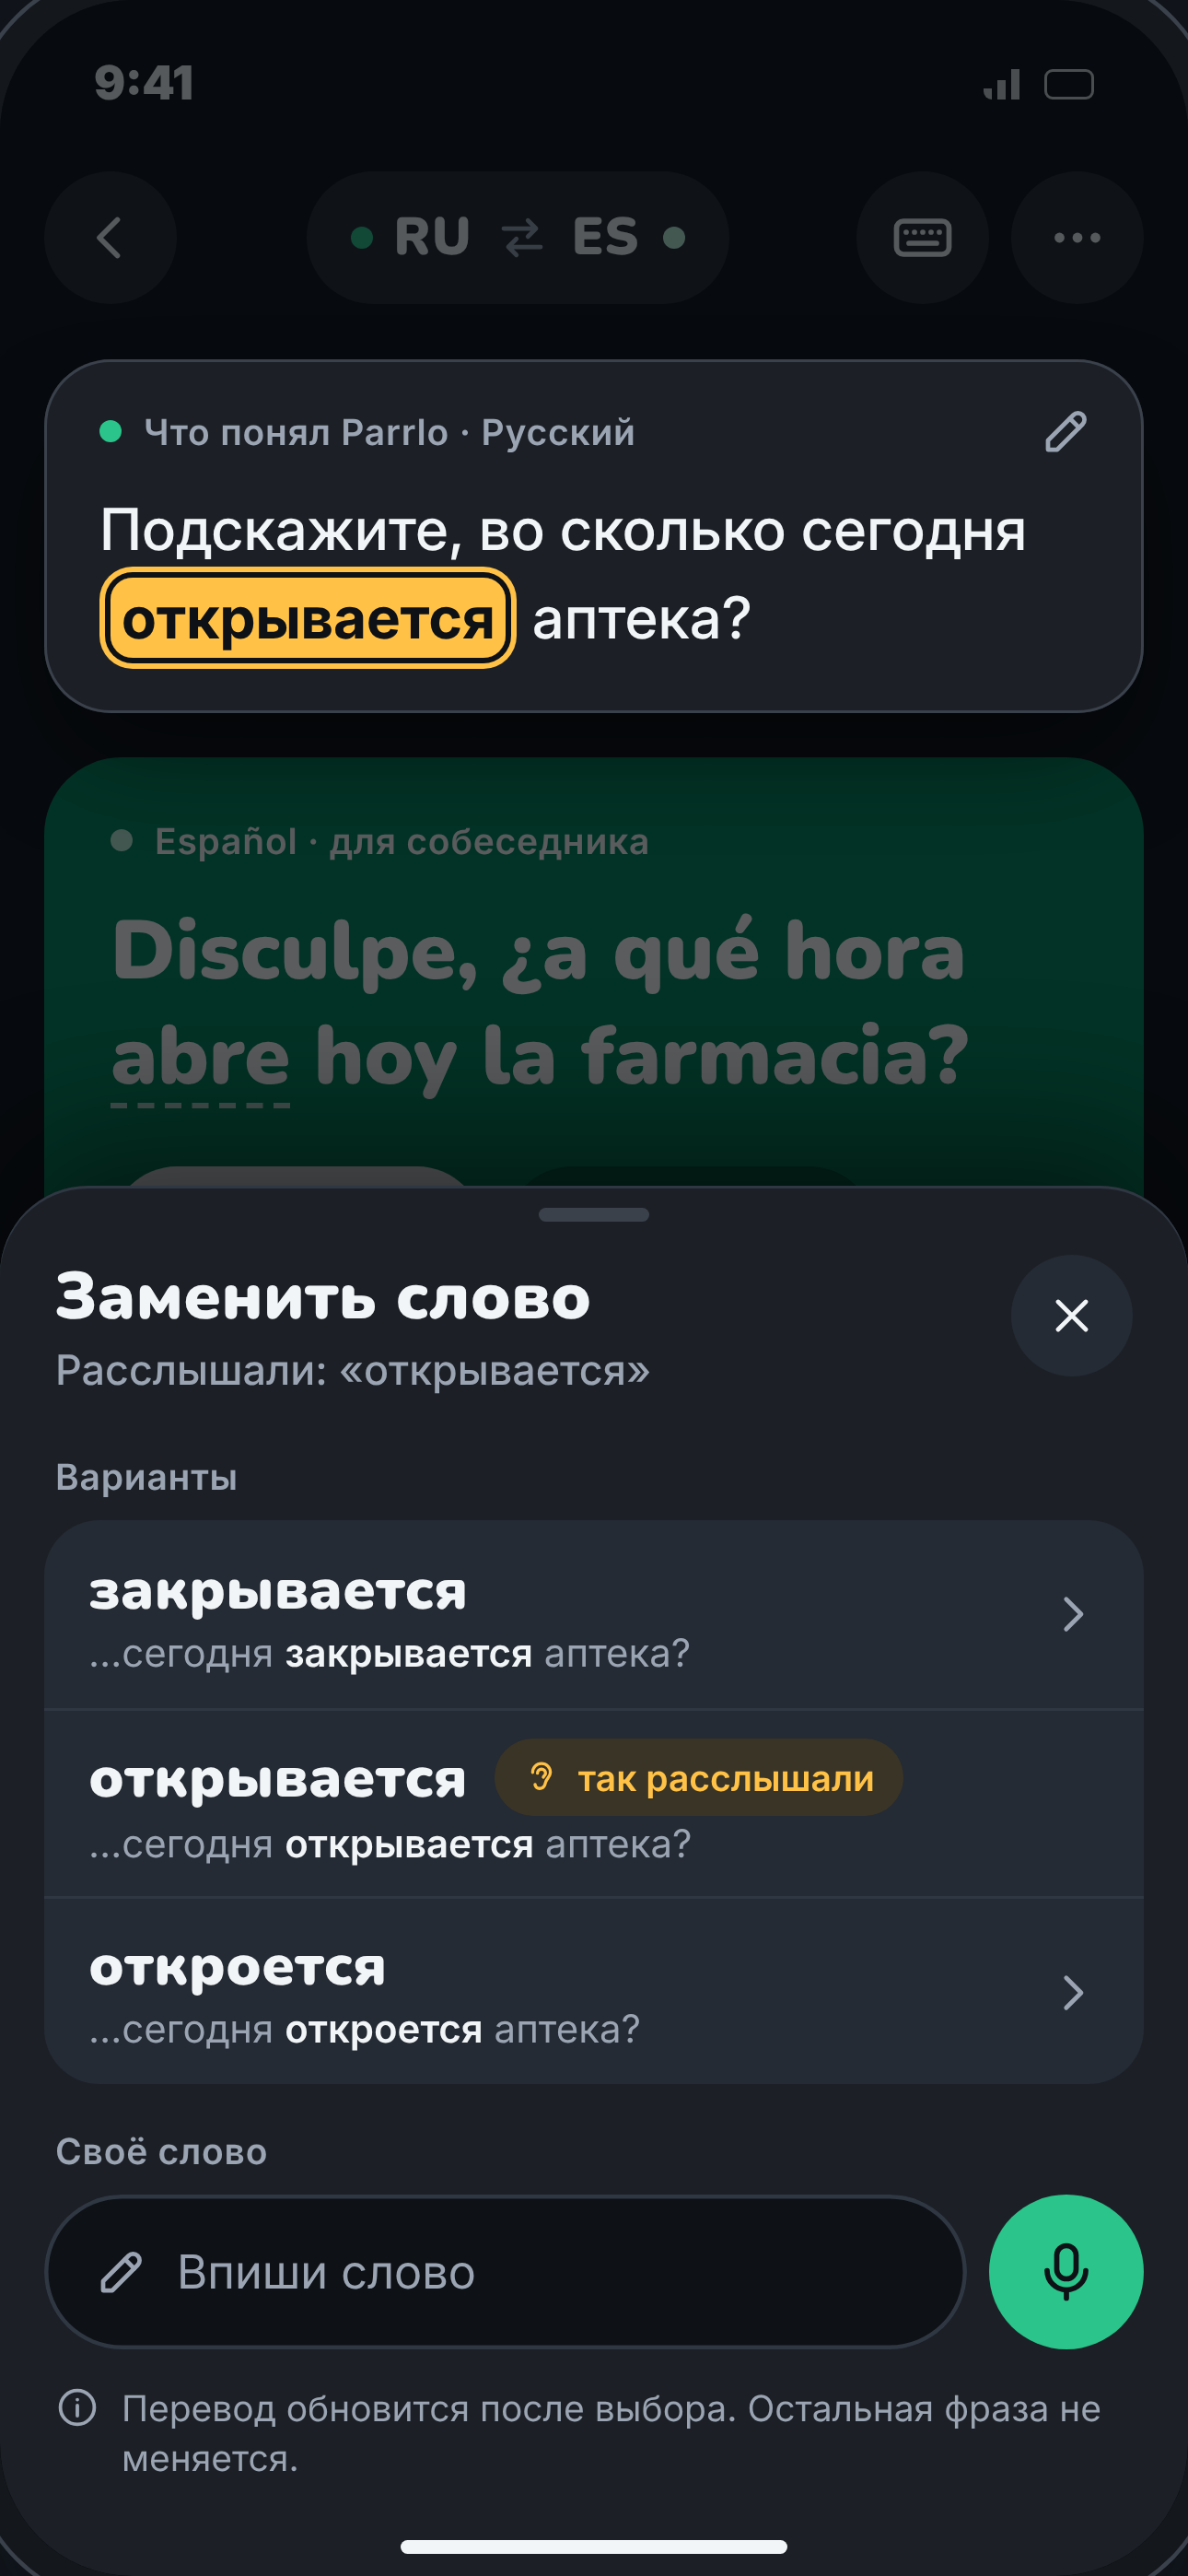 9:41
RU ES
Что понял Parrlo · Русский
Подскажите, во сколько сегодня
открывается аптека?
Español · для собеседника
Disculpe, ¿a qué hora
abre hoy la farmacia?
Заменить слово
Расслышали: «открывается»
Варианты
закрывается
...сегодня закрывается аптека?
открывается так расслышали
...сегодня открывается аптека?
откроется
...сегодня откроется аптека?
Своё слово
Впиши слово
Перевод обновится после выбора. Остальная фраза не
меняется.